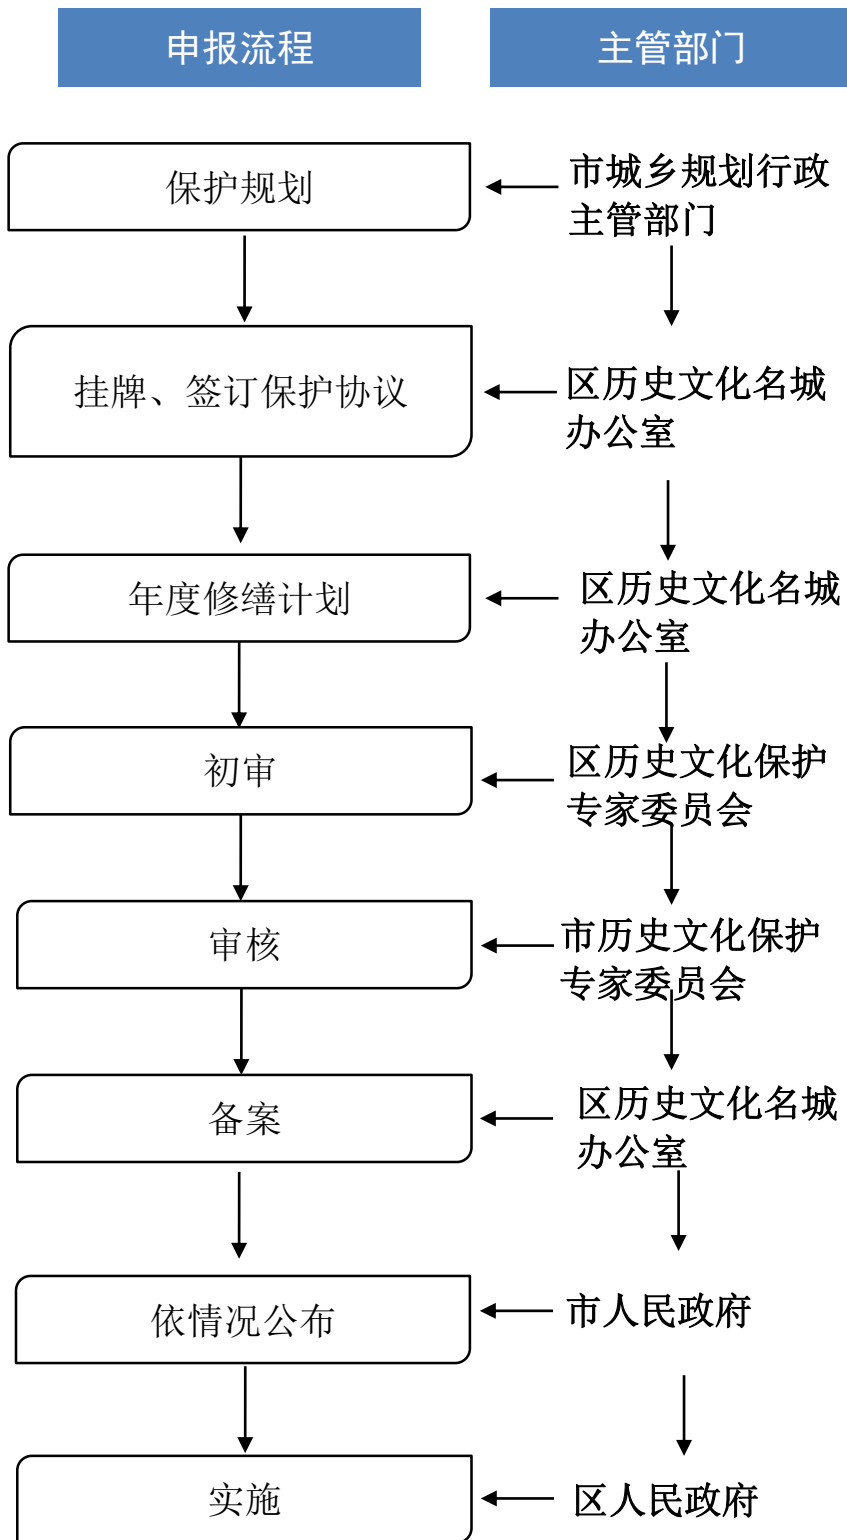 申报流程
主管部门
保护规划
市城乡规划行政
主管部门
挂牌、签订保护协议
区历史文化名城
办公室
年度修缮计划
区历史文化名城
办公室
初审
区历史文化保护
专家委员会
审核
市历史文化保护
专家委员会
备案
区历史文化名城
办公室
依情况公布
市人民政府
实施
区人民政府